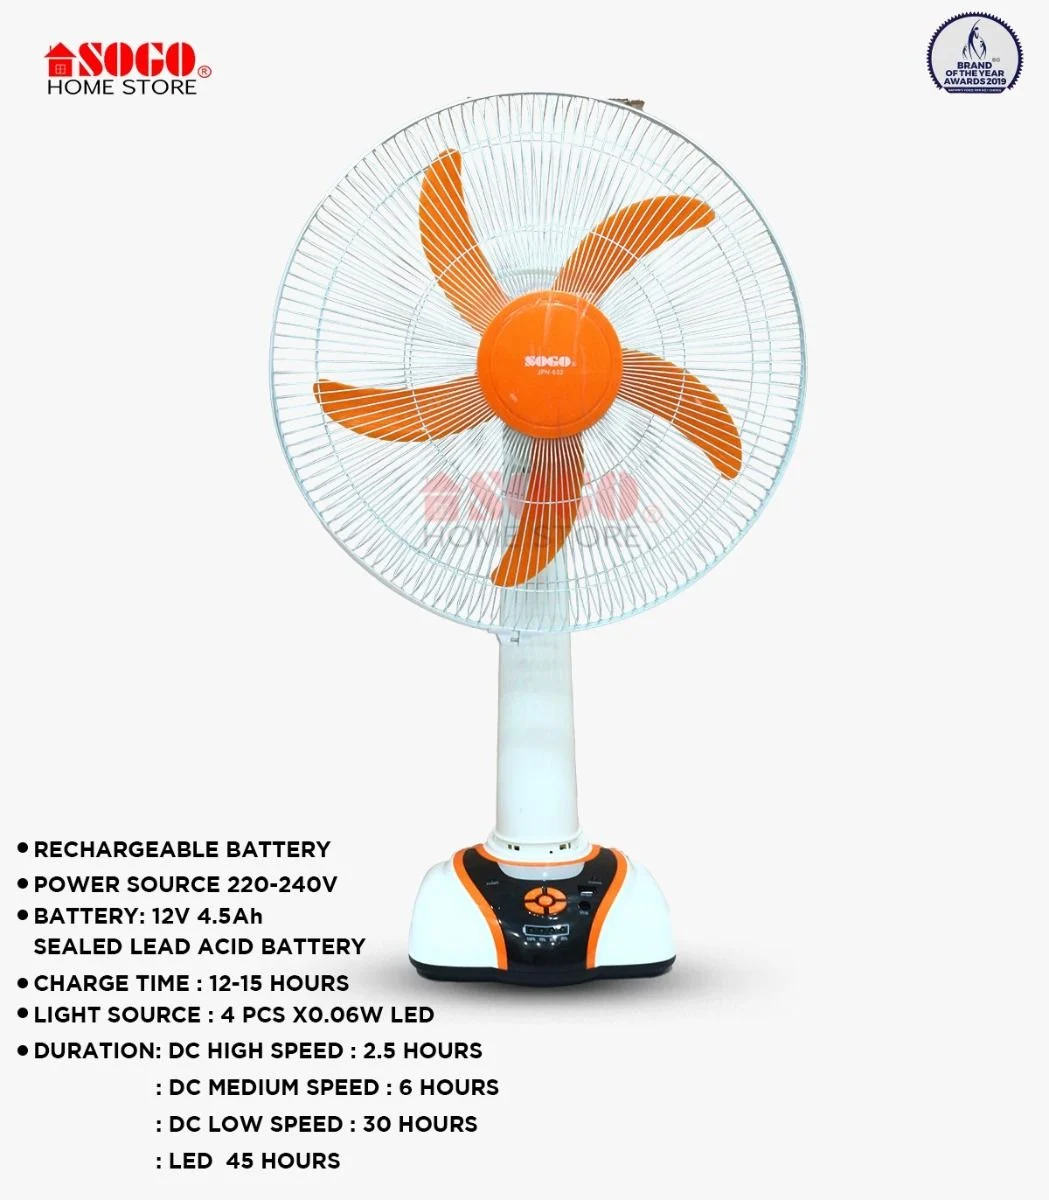 SOGO®
HOME STORE
BRAND
OF THE YEAR
AWARDS 2019
SOGO
SOGO®
HOME STORE
• RECHARGEABLE BATTERY
• POWER SOURCE 220-240V
• BATTERY: 12V 4.5Ah
SEALED LEAD ACID BATTERY
• CHARGE TIME : 12-15 HOURS
• LIGHT SOURCE : 4 PCS X0.06W LED
• DURATION: DC HIGH SPEED : 2.5 HOURS
: DC MEDIUM SPEED : 6 HOURS
: DC LOW SPEED : 30 HOURS
: LED 45 HOURS